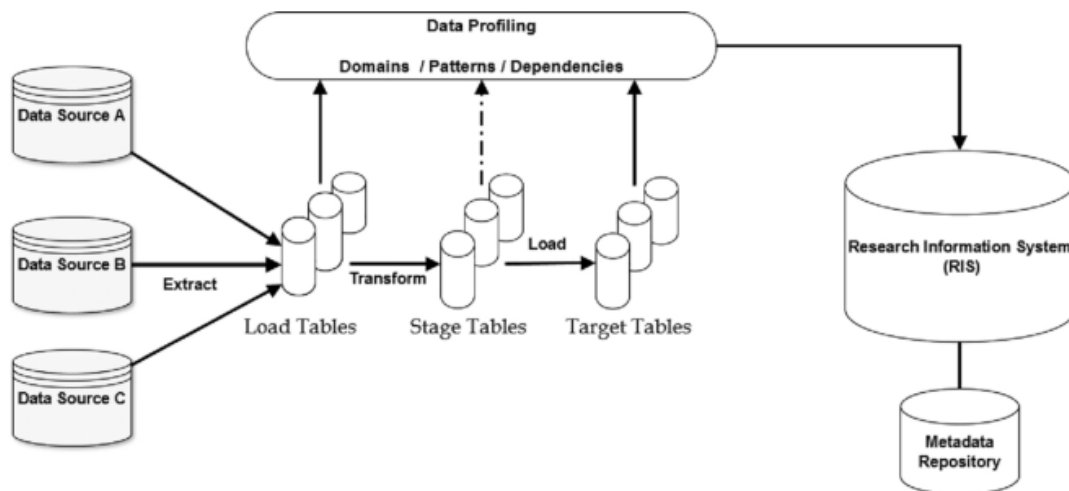 Data Profiling
Domains / Patterns / Dependencies
Data Source A
Data Source B
Data Source C
Extract
Transform
Load
Load Tables
Stage Tables
Target Tables
Research Information System
(RIS)
Metadata
Repository